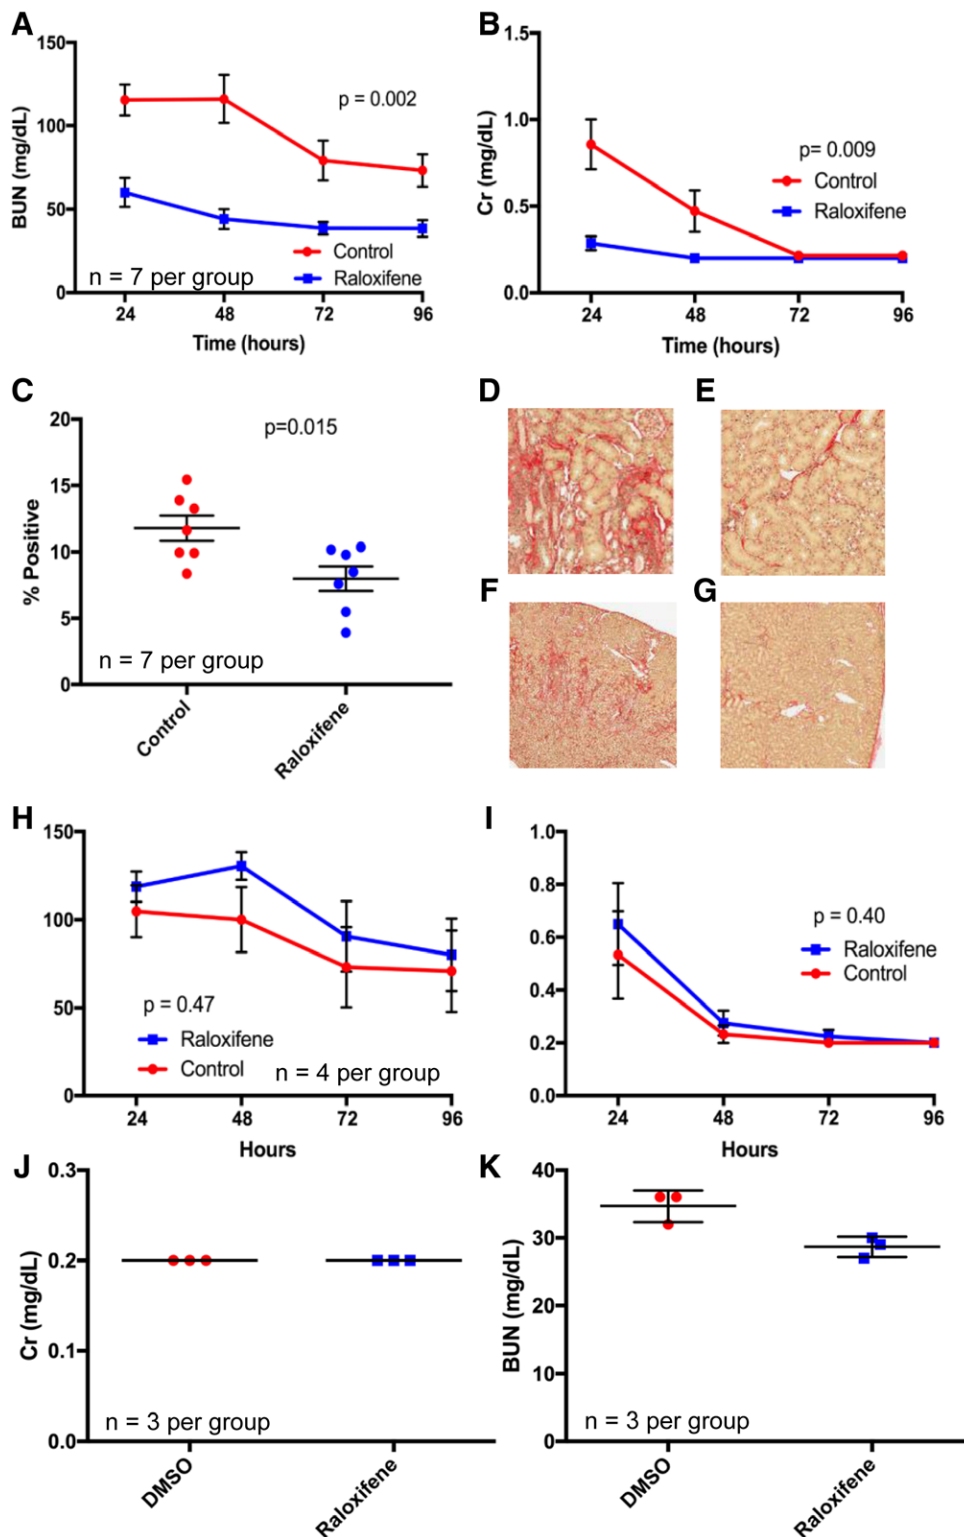 A
150
100
50
0
BUN (mg/dL)
p = 0.002
Control
Raloxifene
n = 7 per group
24 48 72 96
Time (hours)
B
1.5
1.0
0.5
0.0
Cr (mg/dL)
p= 0.009
Control
Raloxifene
24 48 72 96
Time (hours)
C
20
15
10
5
0
% Positive
p=0.015
n = 7 per group
Control
Raloxifene
D
E
F
G
H
150
100
50
0
p = 0.47
Raloxifene
Control
n = 4 per group
24 48 72 96
Hours
I
1.0
0.8
0.6
0.4
0.2
0.0
p = 0.40
Raloxifene
Control
24 48 72 96
Hours
J
0.3
0.2
0.1
0.0
Cr (mg/dL)
n = 3 per group
DMSO
Raloxifene
K
40
30
20
10
0
BUN (mg/dL)
n = 3 per group
DMSO
Raloxifene